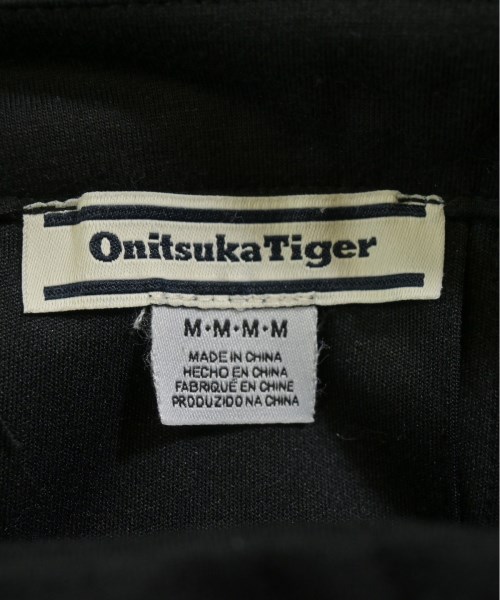 OnitsukaTiger
M•M•M•M
MADE IN CHINA
HECHO EN CHINA
FABRIQUÉ EN CHINE
PRODUZIDO NA CHINA